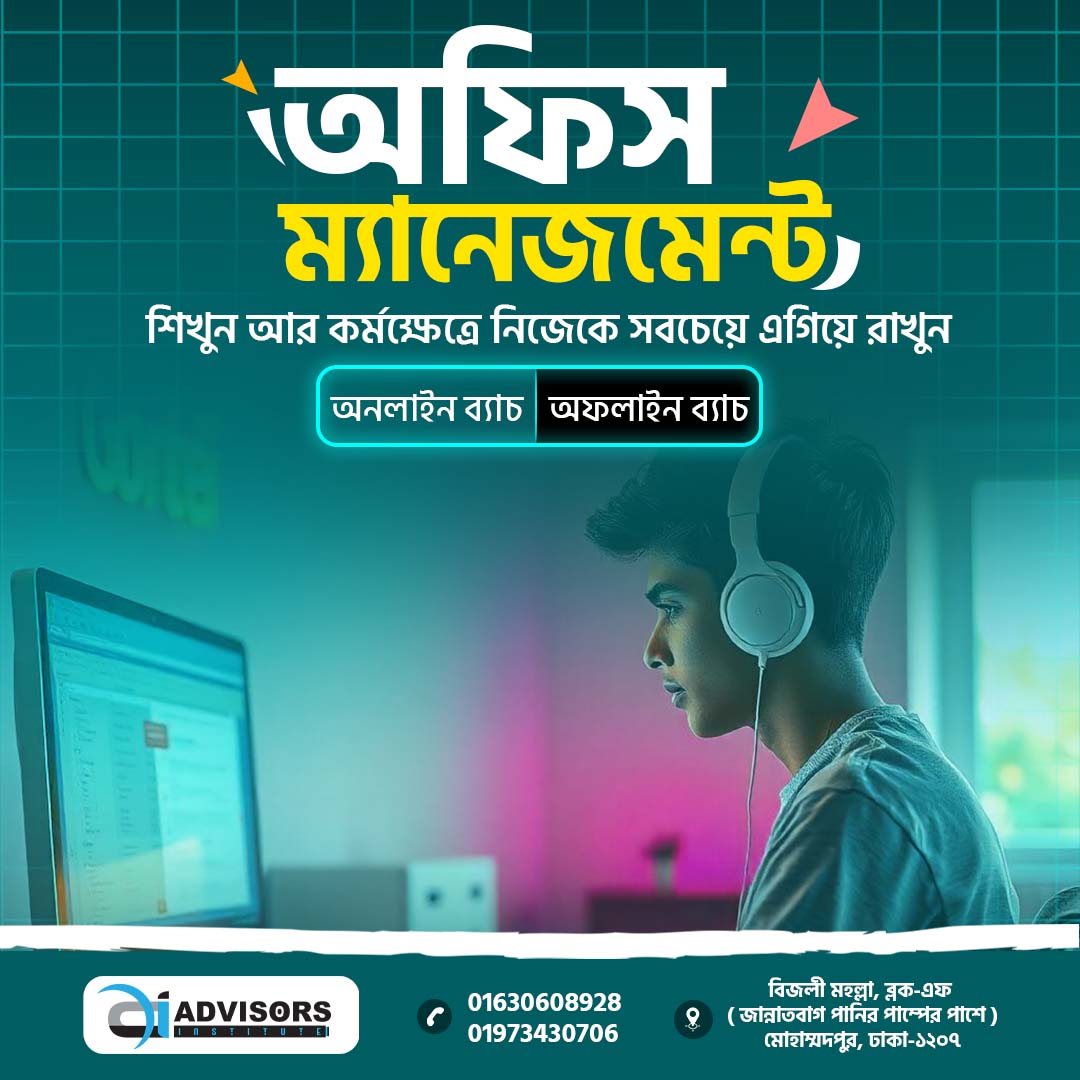 অফিস
ম্যানেজমেন্ট
শিখুন আর কর্মক্ষেত্রে নিজেকে সবচেয়ে এগিয়ে রাখুন
অনলাইন ব্যাচ অফলাইন ব্যাচ
ai ADVISORS
INSTITUTE
01630608928
01973430706
বিজলী মহল্লা, ব্লক-এফ
( জান্নাতবাগ পানির পাম্পের পাশে )
মোহাম্মদপুর, ঢাকা-১২০৭